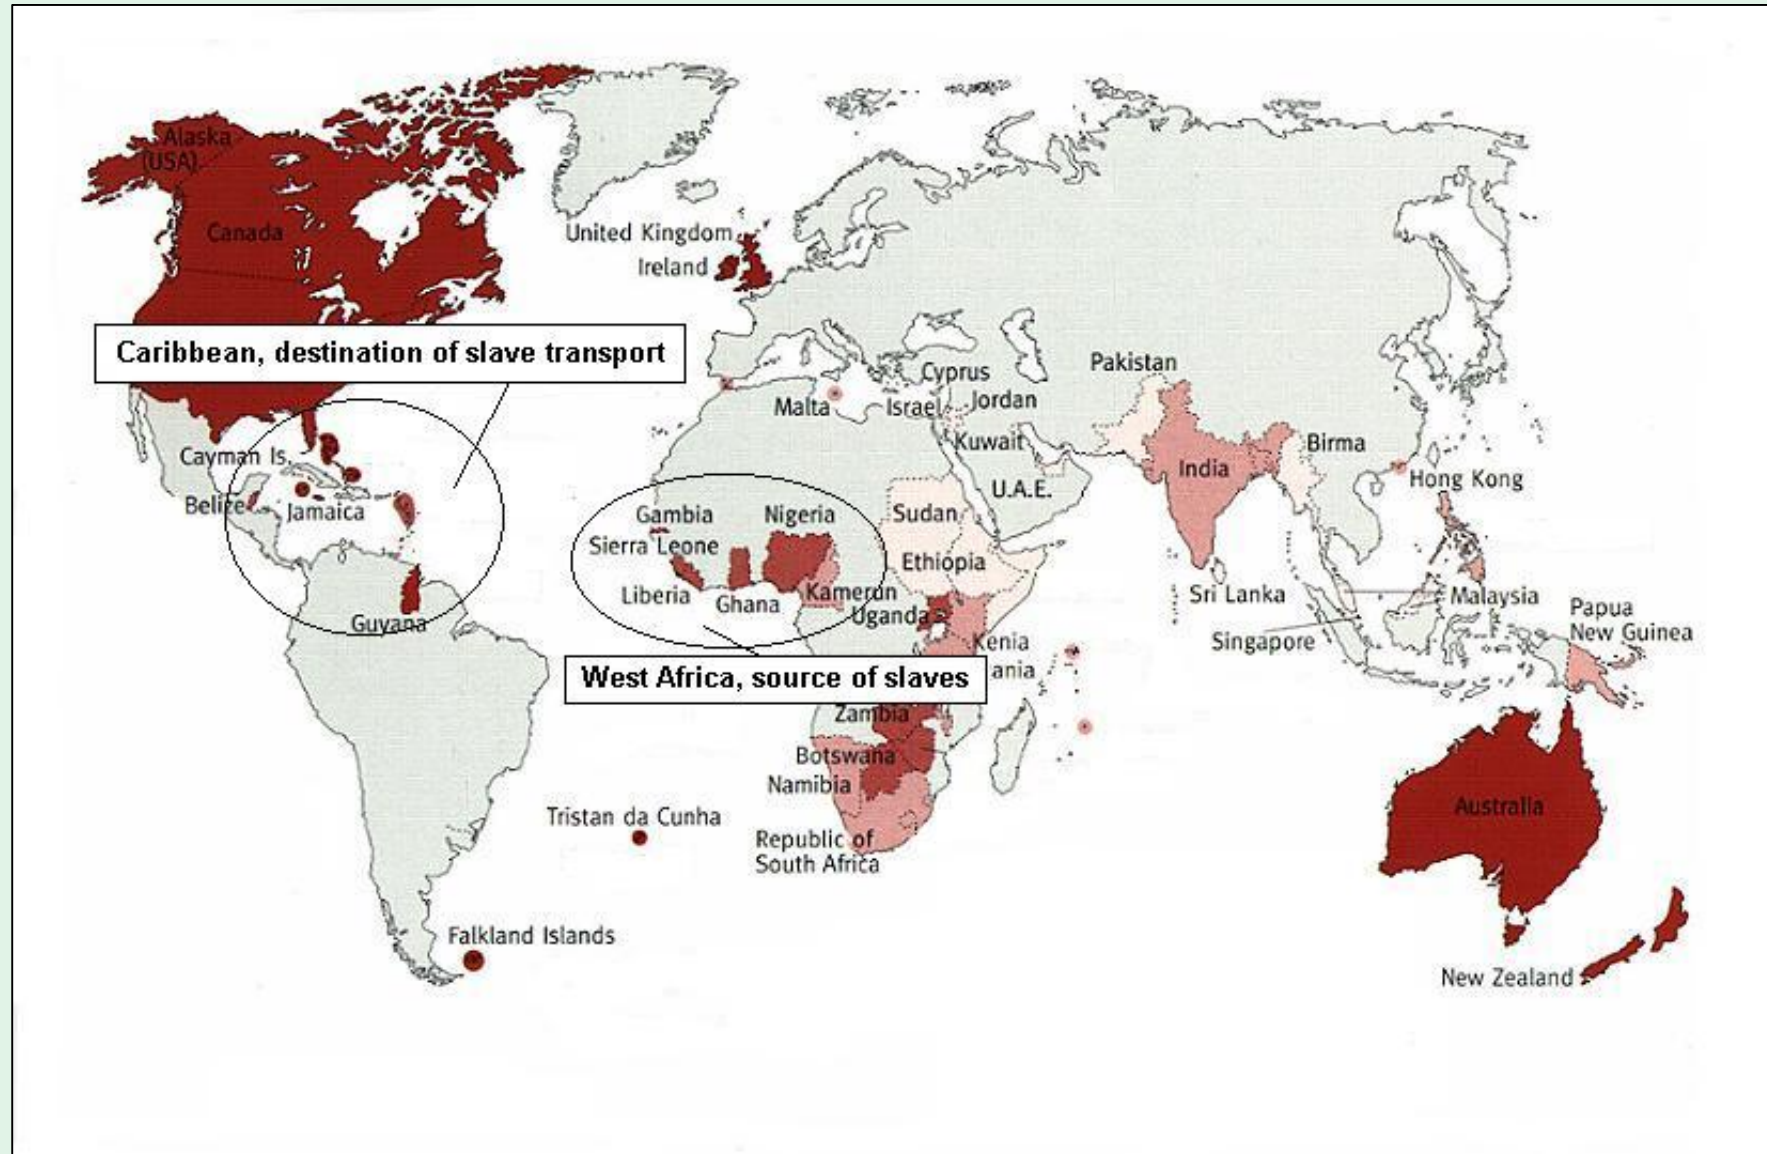 Alaska
(USA).
Canada
United Kingdom
Ireland
Caribbean, destination of slave transport
Pakistan
Cyprus
Malta
Israel
Jordan
Kuwait
Birma
Cayman Is.
India
Hong Kong
U.A.E.
Belize
Jamaica
Gambia
Nigeria
Sudan
Sierra Leone
Ethiopia
Liberia
Ghana
Kamerun
Uganda
Sri Lanka
Malaysia
Papua
New Guinea
Guyana
Singapore
Kenia
West Africa, source of slaves
ania
Zambia
Botswana
Namibia
Australia
Tristan da Cunha
Republic of
South Africa
Falkland Islands
New Zealand